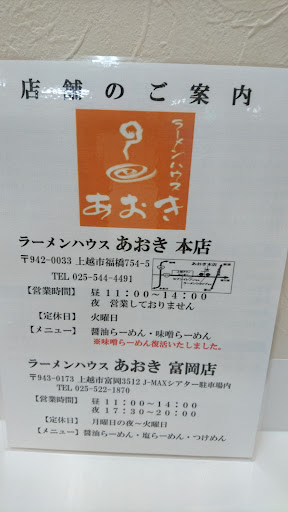 店舗のご案内
ラーメンハウス
あおき
ラーメンハウス あおき 本店
〒942-0033 上越市福橋754-5
TEL 025-544-4491
【営業時間】 昼 11:00~14:00
夜 営業しておりません
【定休日】 火曜日
【メニュー】 醤油らーめん・味噌らーめん
※味噌らーめん復活いたしました。
ラーメンハウス あおき 富岡店
〒943-0173 上越市富岡3512 J-MAXシアター駐車場内
TEL 025-522-1870
【営業時間】 昼 11:00~14:00
夜 17:30~20:00
【定休日】 月曜日の夜~火曜日
【メニュー】 醤油らーめん・塩らーめん・つけめん